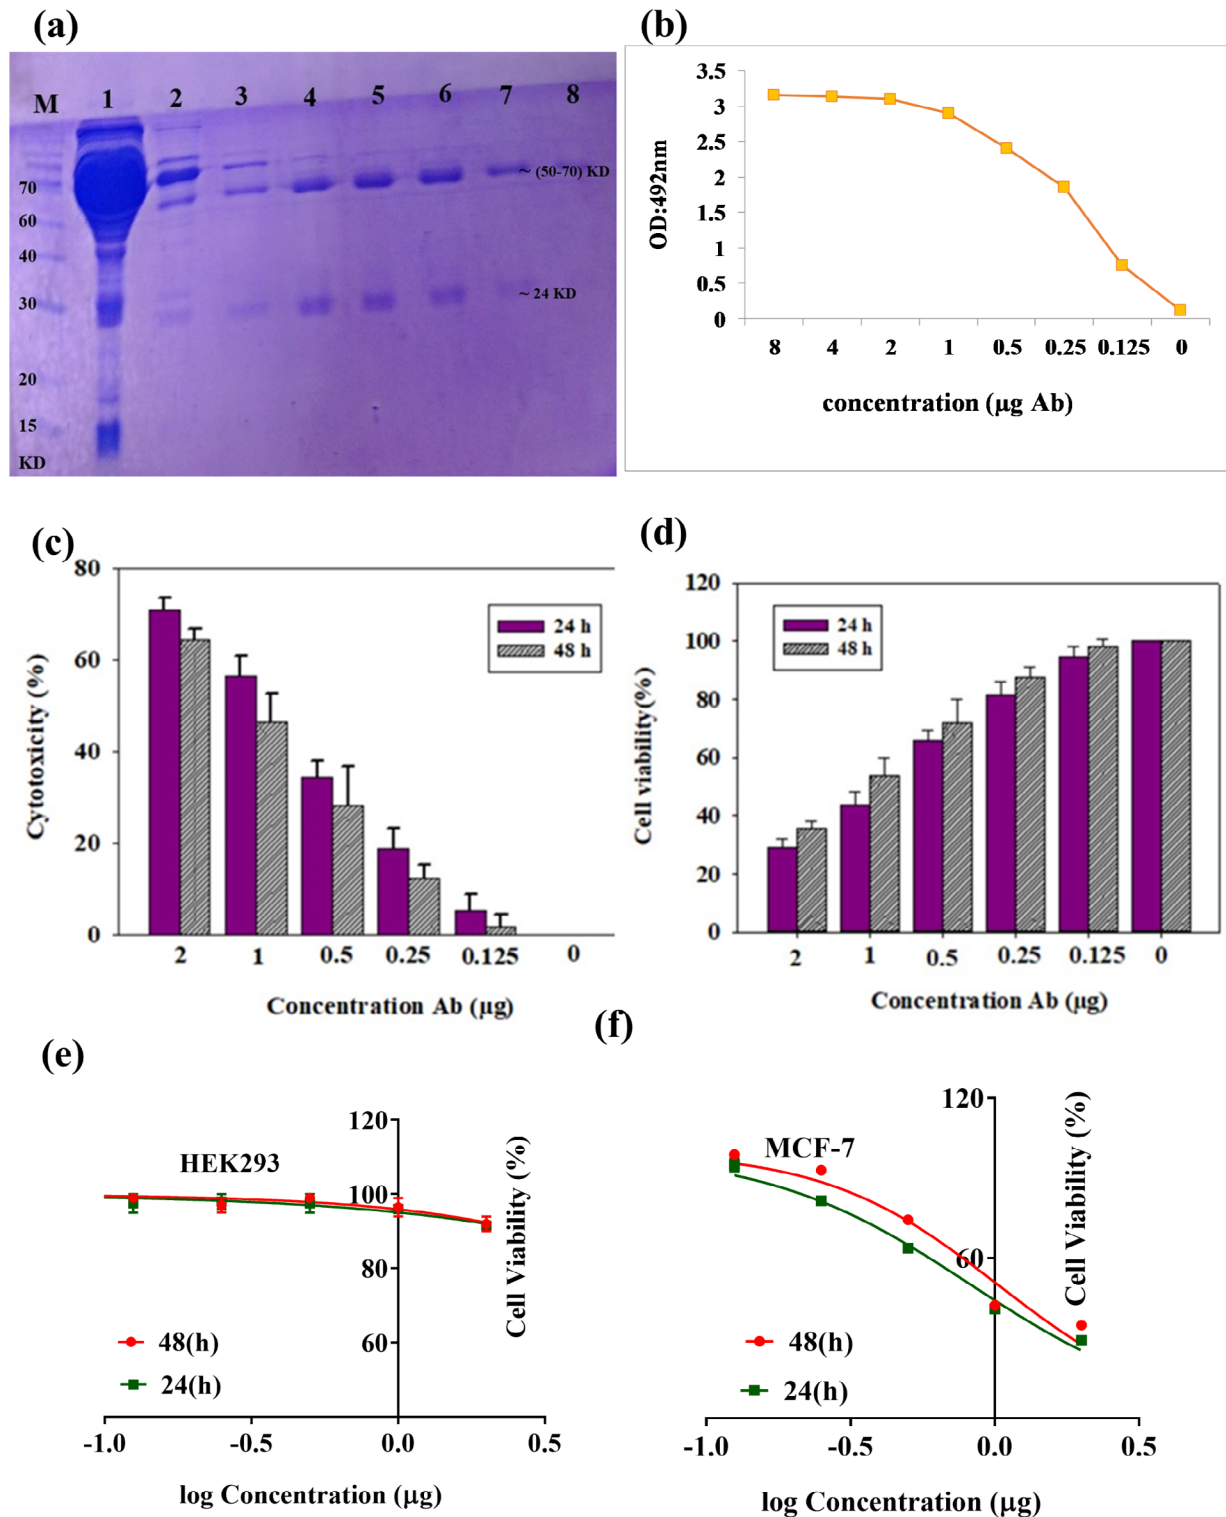 (a)
M 1 2 3 4 5 6 7 8
70
60
40
30
20
15
KD
~ (50-70) KD
~ 24 KD
(b)
OD:492nm
3.5
3
2.5
2
1.5
1
0.5
0
8 4 2 1 0.5 0.25 0.125 0
concentration (µg Ab)
(c)
Cytotoxicity (%)
80
60
40
20
0
24 h
48 h
2 1 0.5 0.25 0.125 0
Concentration Ab (µg)
(d)
Cell viability(%)
120
100
80
60
40
20
0
24 h
48 h
2 1 0.5 0.25 0.125 0
Concentration Ab (µg)
(e)
HEK293
120
100
80
60
Cell Viability (%)
48(h)
24(h)
-1.0 -0.5 0.0 0.5
log Concentration (µg)
(f)
MCF-7
120
60
Cell Viability (%)
48(h)
24(h)
-1.0 -0.5 0.0 0.5
log Concentration (µg)